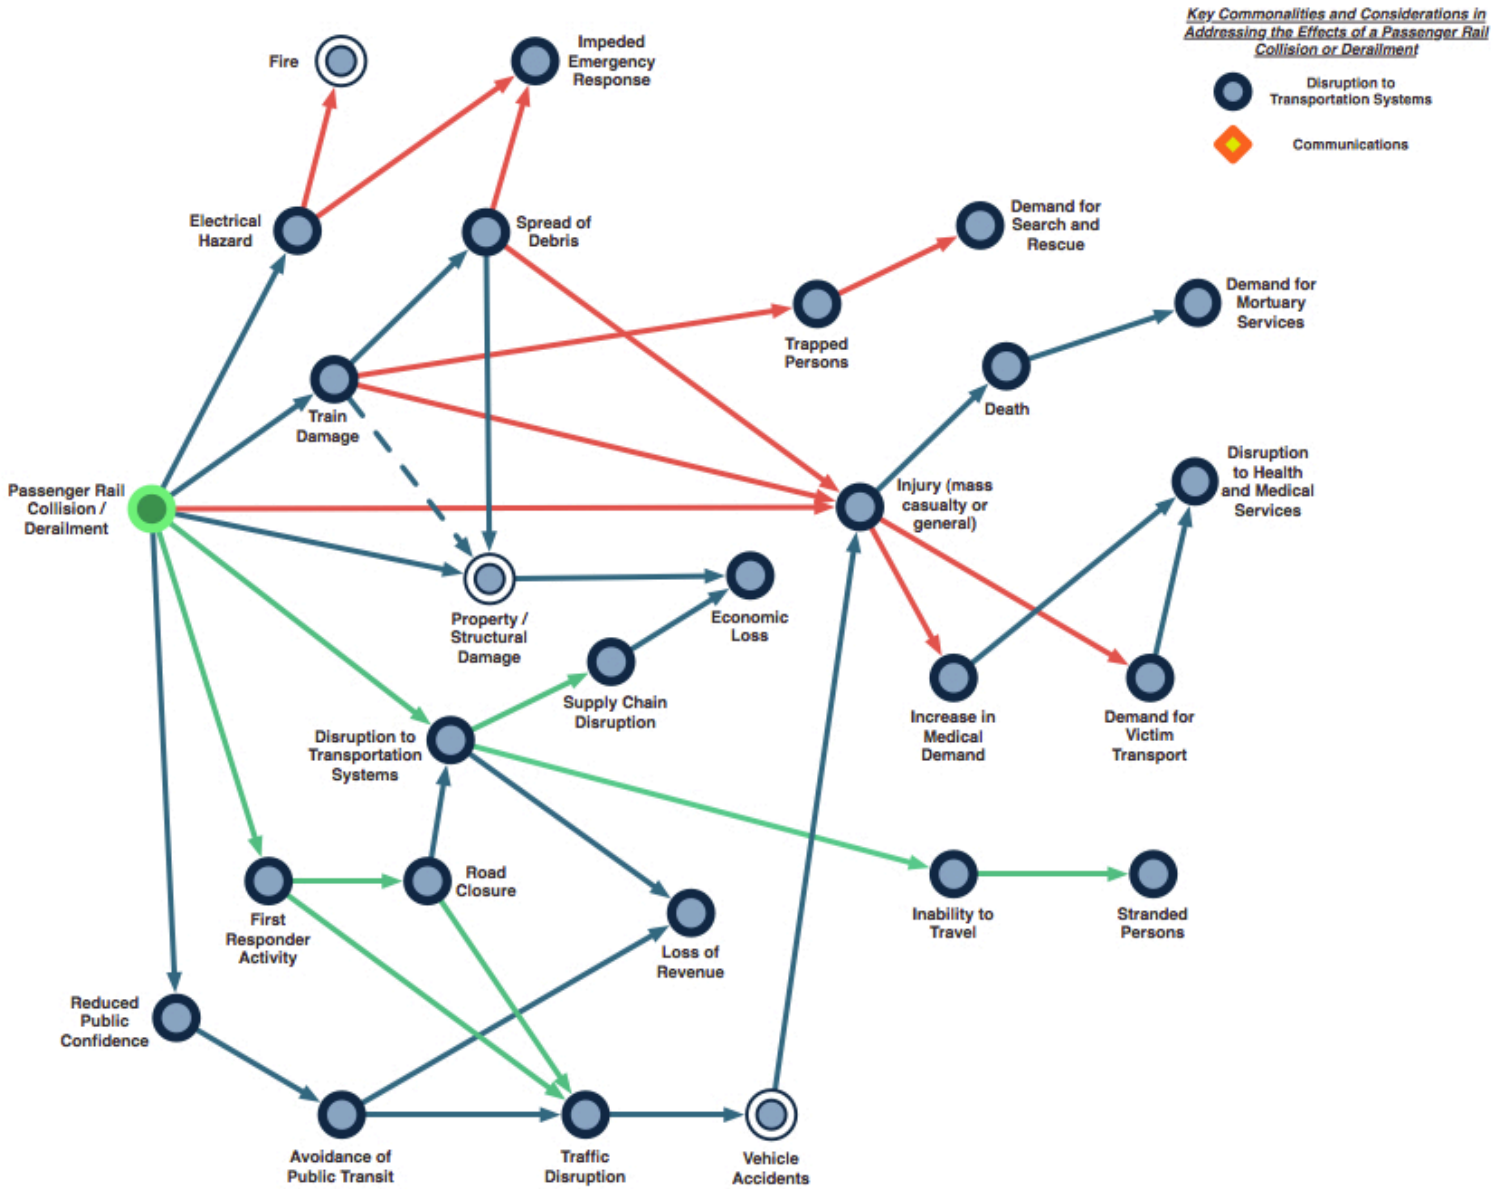 Key Commonalities and Considerations in
Addressing the Effects of a Passenger Rail
Collision or Derailment
Disruption to
Transportation Systems
Communications
Fire
Impeded
Emergency
Response
Electrical
Hazard
Spread of
Debris
Demand for
Search and
Rescue
Trapped
Persons
Demand for
Mortuary
Services
Death
Train
Damage
Passenger Rail
Collision /
Derailment
Injury (mass
casualty or
general)
Disruption
to Health
and Medical
Services
Property /
Structural
Damage
Economic
Loss
Supply Chain
Disruption
Increase in
Medical
Demand
Demand for
Victim
Transport
Disruption to
Transportation
Systems
First
Responder
Activity
Road
Closure
Loss of
Revenue
Inability to
Travel
Stranded
Persons
Reduced
Public
Confidence
Avoidance of
Public Transit
Traffic
Disruption
Vehicle
Accidents